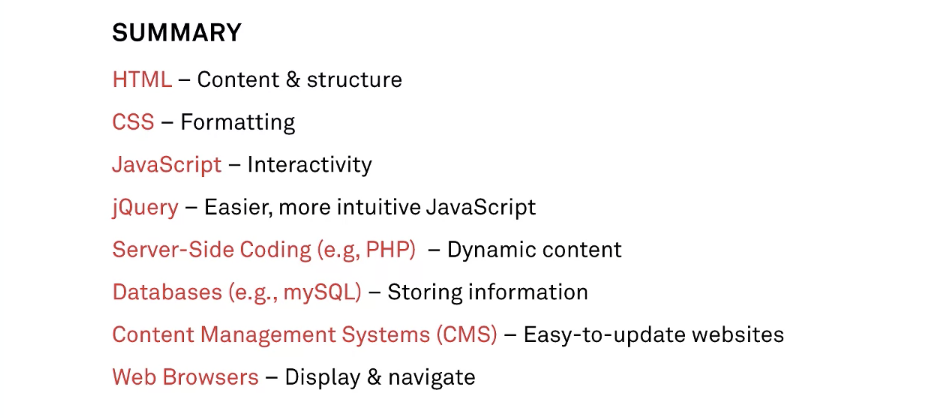 SUMMARY
HTML – Content & structure
CSS – Formatting
JavaScript – Interactivity
jQuery – Easier, more intuitive JavaScript
Server-Side Coding (e.g, PHP) – Dynamic content
Databases (e.g., mySQL) – Storing information
Content Management Systems (CMS) – Easy-to-update websites
Web Browsers – Display & navigate